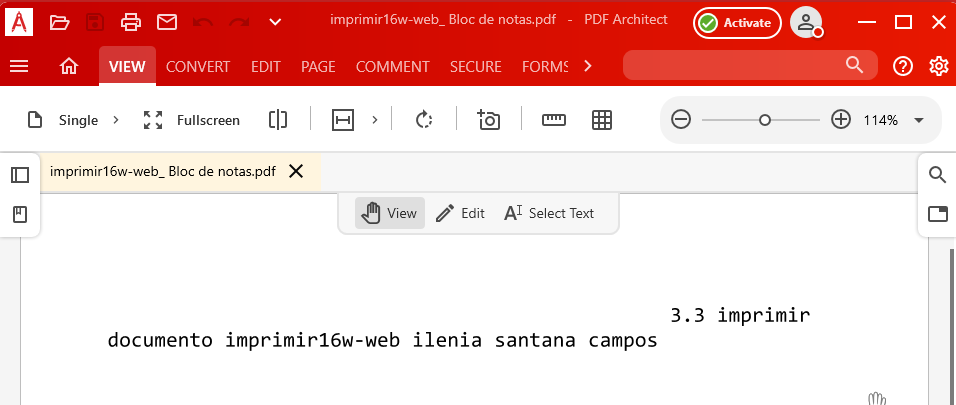 imprimir16w-web_ Bloc de notas.pdf - PDF Architect
Activate
VIEW CONVERT EDIT PAGE COMMENT SECURE FORMS
Single Fullscreen 114%
imprimir16w-web_ Bloc de notas.pdf
View Edit Select Text
3.3 imprimir
documento imprimir16w-web ilenia santana campos